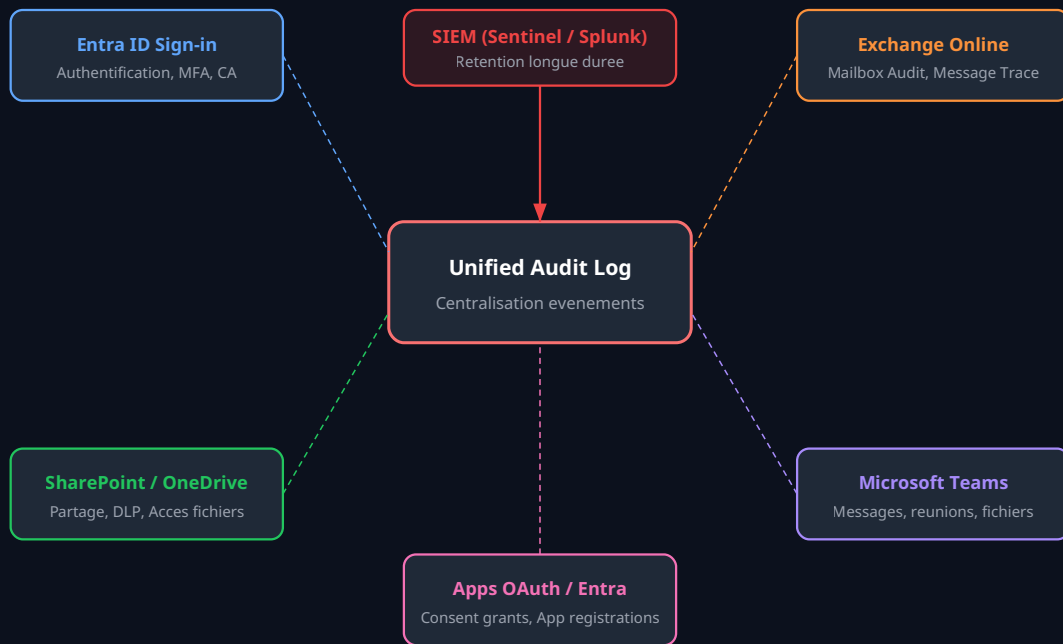 Entra ID Sign-in
Authentification, MFA, CA
SIEM (Sentinel / Splunk)
Retention longue duree
Exchange Online
Mailbox Audit, Message Trace
Unified Audit Log
Centralisation evenements
SharePoint / OneDrive
Partage, DLP, Acces fichiers
Microsoft Teams
Messages, reunions, fichiers
Apps OAuth / Entra
Consent grants, App registrations